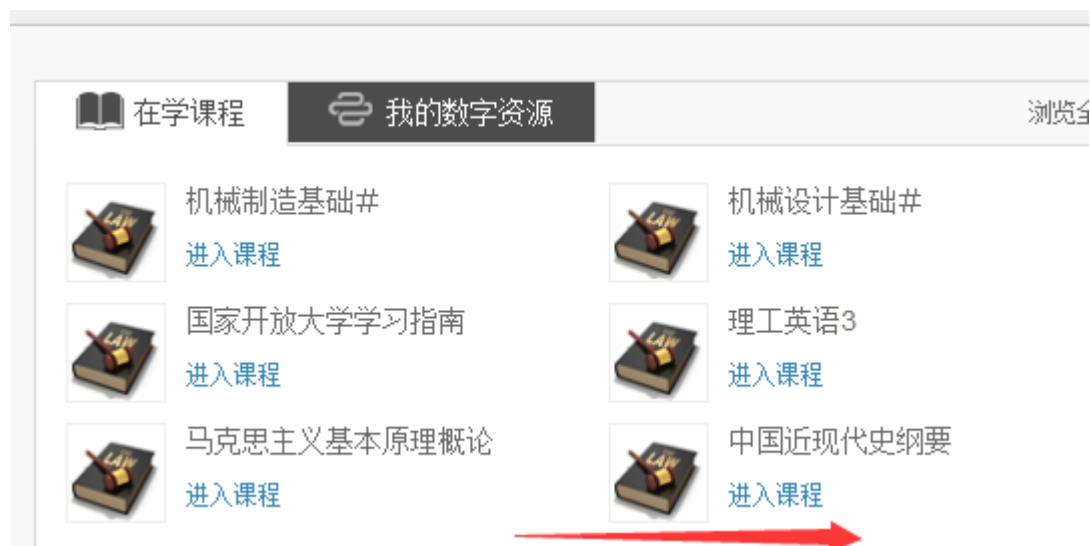 在学课程
我的数字资源
浏览全
机械制造基础#
进入课程
机械设计基础#
进入课程
国家开放大学学习指南
进入课程
理工英语3
进入课程
马克思主义基本原理概论
进入课程
中国近现代史纲要
进入课程